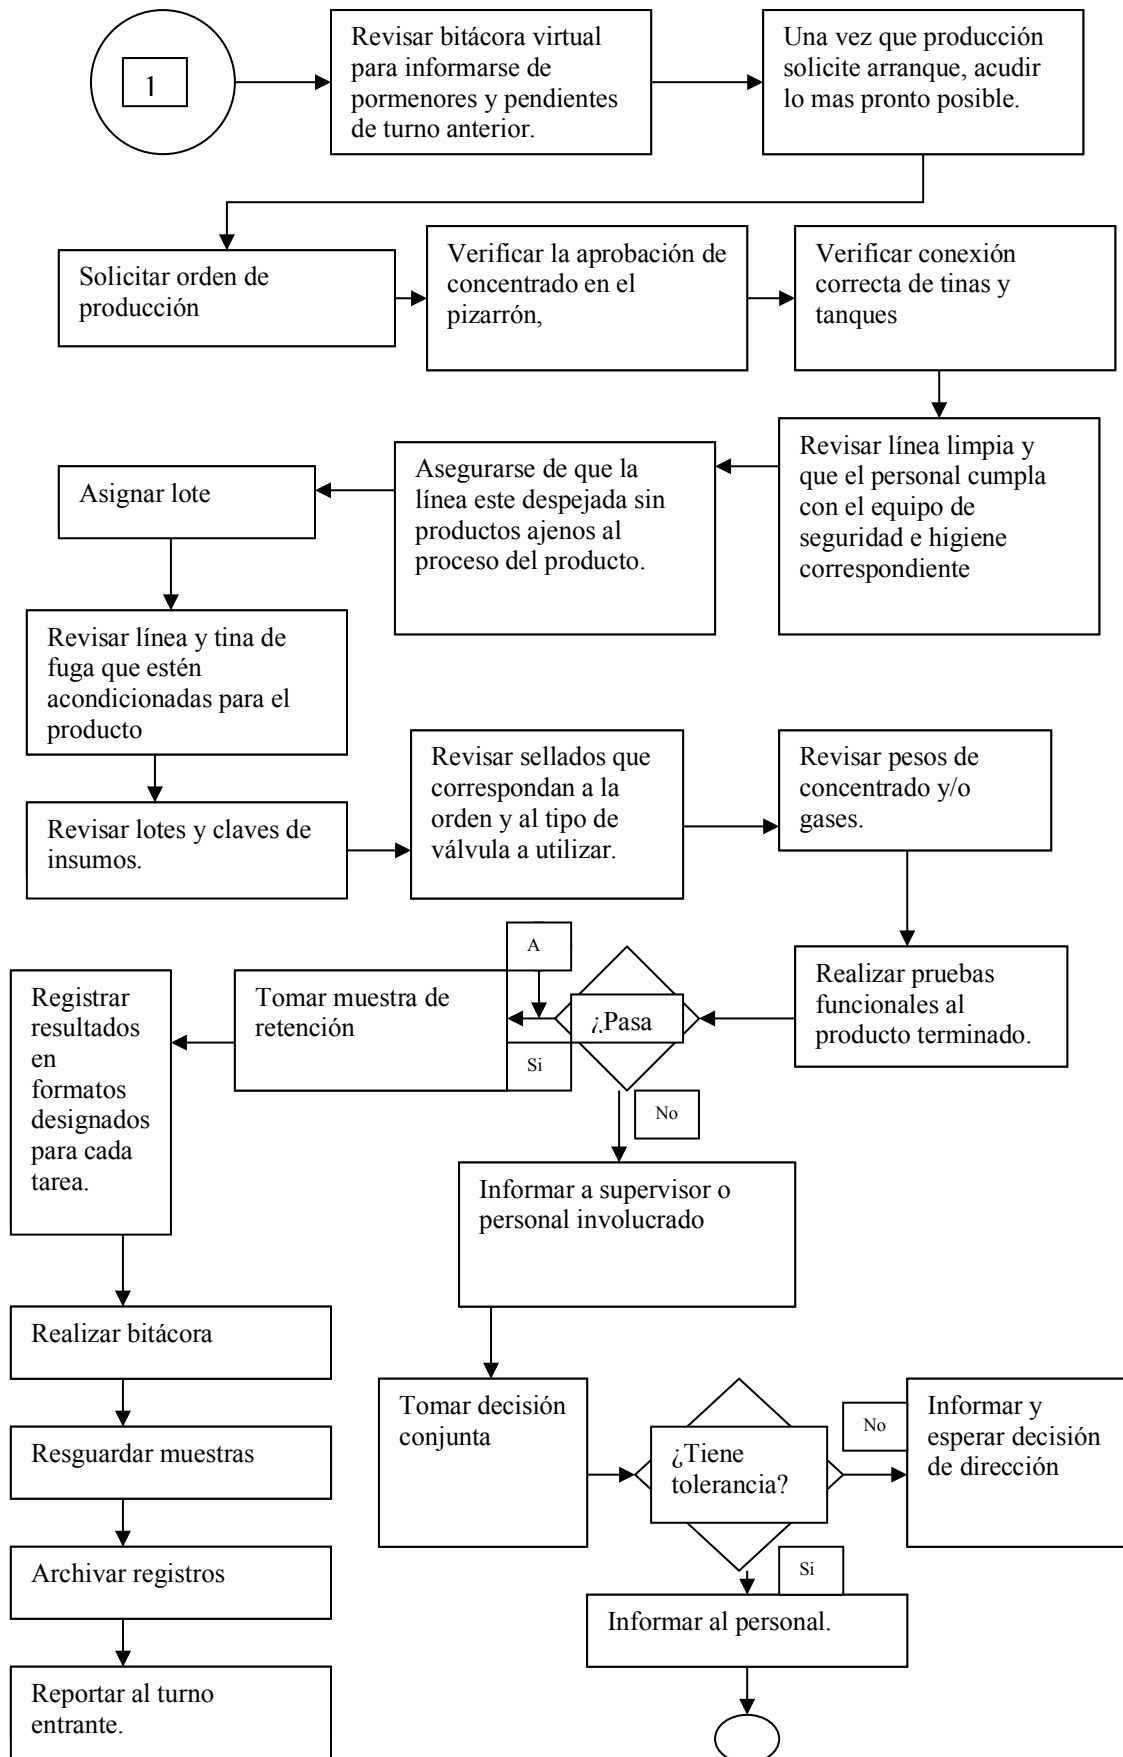 1
Revisar bitácora virtual
para informarse de
pormenores y pendientes
de turno anterior.
Una vez que producción
solicite arranque, acudir
lo mas pronto posible.
Solicitar orden de
producción
Verificar la aprobación de
concentrado en el
pizarrón,
Verificar conexión
correcta de tinas y
tanques
Revisar línea limpia y
que el personal cumpla
con el equipo de
seguridad e higiene
correspondiente
Asegurarse de que la
línea este despejada sin
productos ajenos al
proceso del producto.
Asignar lote
Revisar línea y tina de
fuga que estén
acondicionadas para el
producto
Revisar lotes y claves de
insumos.
Revisar sellados que
correspondan a la
orden y al tipo de
válvula a utilizar.
Revisar pesos de
concentrado y/o
gases.
Realizar pruebas
funcionales al
producto terminado.
¿Pasa
A
Si
No
Tomar muestra de
retención
Registrar
resultados
en
formatos
designados
para cada
tarea.
Informar a supervisor o
personal involucrado
Realizar bitácora
Resguardar muestras
Archivar registros
Reportar al turno
entrante.
Tomar decisión
conjunta
¿Tiene
tolerancia?
No
Informar y
esperar decisión
de dirección
Si
Informar al personal.